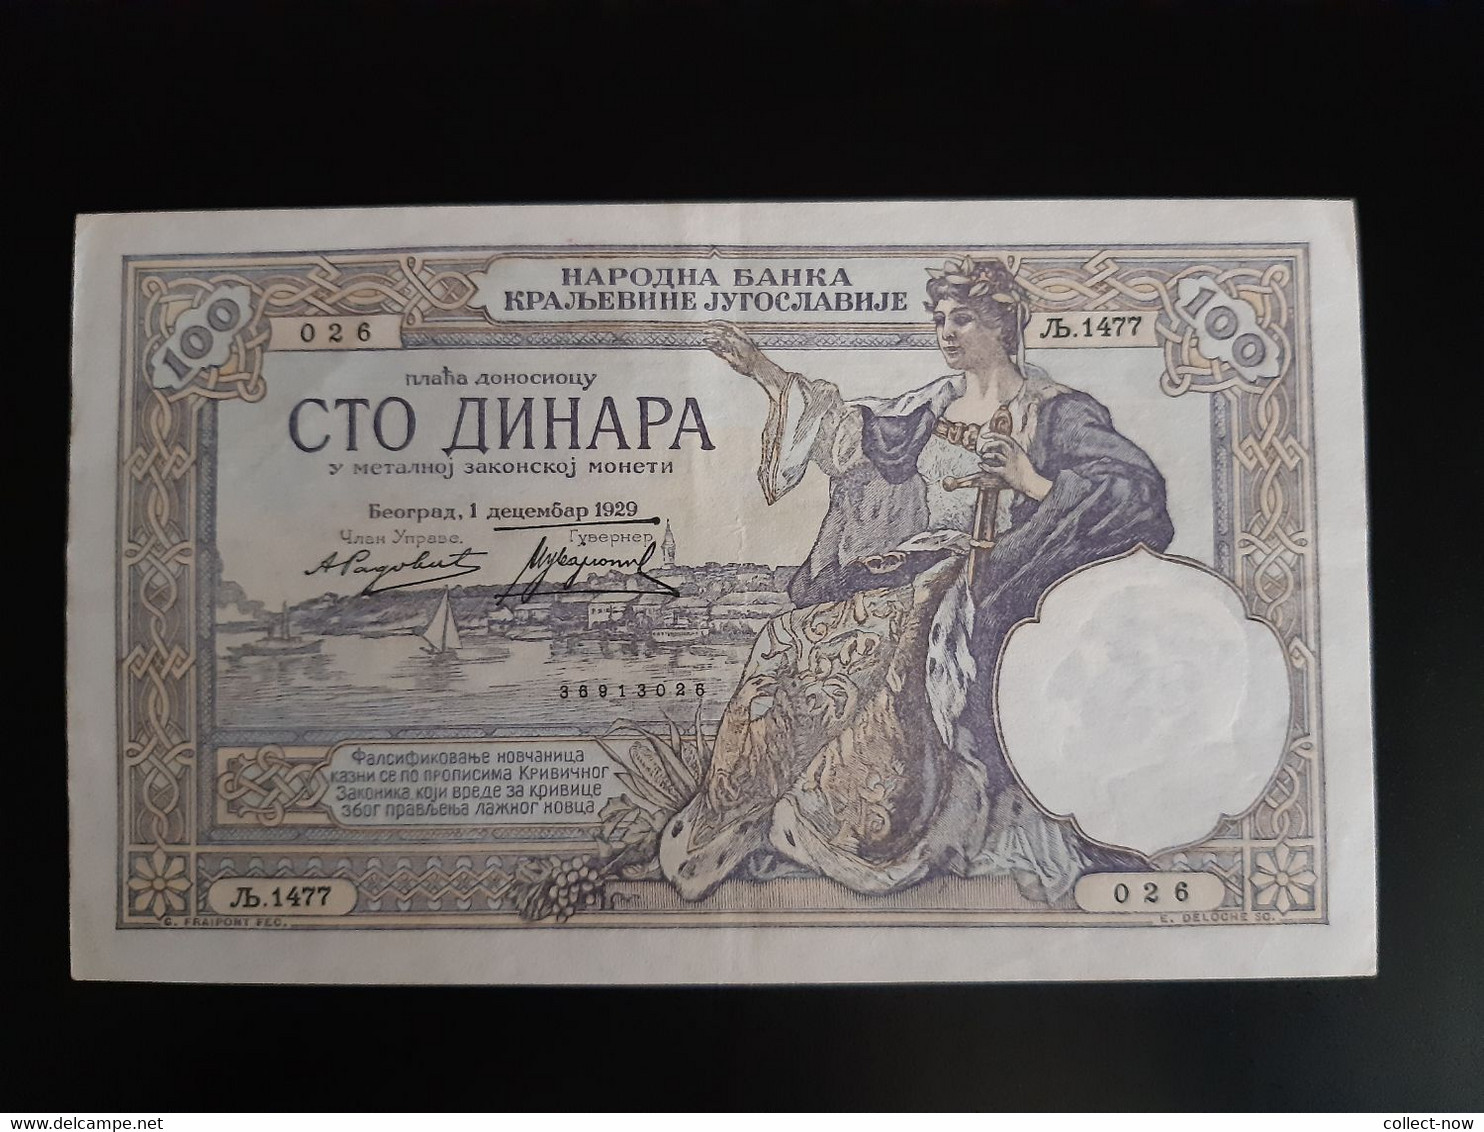 НАРОДНА БАНКА
КРАЉЕВИНЕ ЈУГОСЛАВИЈЕ
100
026
Љ.1477
100
плаћа доносиоцу
СТО ДИНАРА
у металној законској монети
Београд, 1 децембар 1929
Члан Управе.
Гувернер
А Радовић
36913026
Фалсификовање новчаница
казни се по прописима Кривичног
Законика, који вреде за кривице
због прављења лажног новца
Љ.1477
026
G. FRAIPONT FEC.
E. DELOCHE SC.
www.delcampe.net
collect-now